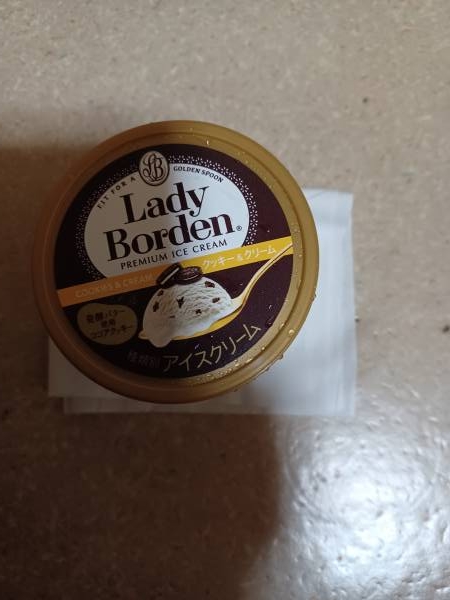 FIT FOR A GOLDEN SPOON
LB
Lady
Borden®
PREMIUM ICE CREAM
クッキー&クリーム
COOKIES & CREAM
発酵バター
使用
ココアクッキー
種類別 アイスクリーム